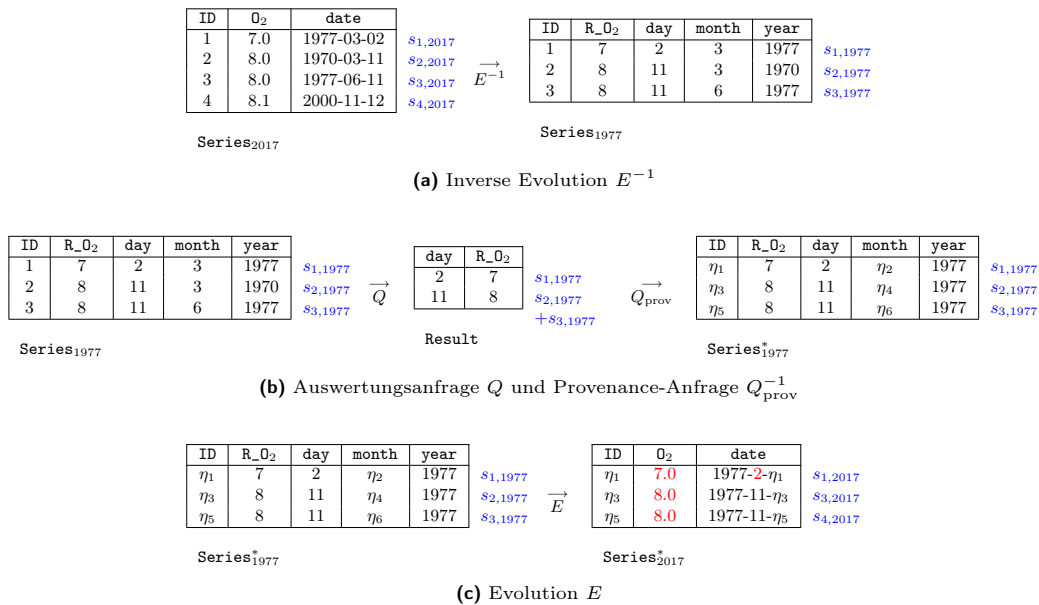 ID O₂ date
1 7.0 1977-03-02 s₁,₂₀₁₇
2 8.0 1970-03-11 s₂,₂₀₁₇
3 8.0 1977-06-11 s₃,₂₀₁₇
4 8.1 2000-11-12 s₄,₂₀₁₇
Series₂₀₁₇
→
E⁻¹
ID R_O₂ day month year
1 7 2 3 1977 s₁,₁₉₇₇
2 8 11 3 1970 s₂,₁₉₇₇
3 8 11 6 1977 s₃,₁₉₇₇
Series₁₉₇₇
(a) Inverse Evolution E⁻¹
ID R_O₂ day month year
1 7 2 3 1977 s₁,₁₉₇₇
2 8 11 3 1970 s₂,₁₉₇₇
3 8 11 6 1977 s₃,₁₉₇₇
Series₁₉₇₇
→
Q
day R_O₂
2 7 s₁,₁₉₇₇
11 8 s₂,₁₉₇₇
+s₃,₁₉₇₇
Result
→
Q_prov
ID R_O₂ day month year
η₁ 7 2 η₂ 1977 s₁,₁₉₇₇
η₃ 8 11 η₄ 1977 s₂,₁₉₇₇
η₅ 8 11 η₆ 1977 s₃,₁₉₇₇
Series*₁₉₇₇
(b) Auswertungsanfrage Q und Provenance-Anfrage Q⁻¹_prov
ID R_O₂ day month year
η₁ 7 2 η₂ 1977 s₁,₁₉₇₇
η₃ 8 11 η₄ 1977 s₂,₁₉₇₇
η₅ 8 11 η₆ 1977 s₃,₁₉₇₇
Series*₁₉₇₇
→
E
ID O₂ date
η₁ 7.0 1977-2-η₁ s₁,₂₀₁₇
η₃ 8.0 1977-11-η₃ s₃,₂₀₁₇
η₅ 8.0 1977-11-η₅ s₄,₂₀₁₇
Series*₂₀₁₇
(c) Evolution E